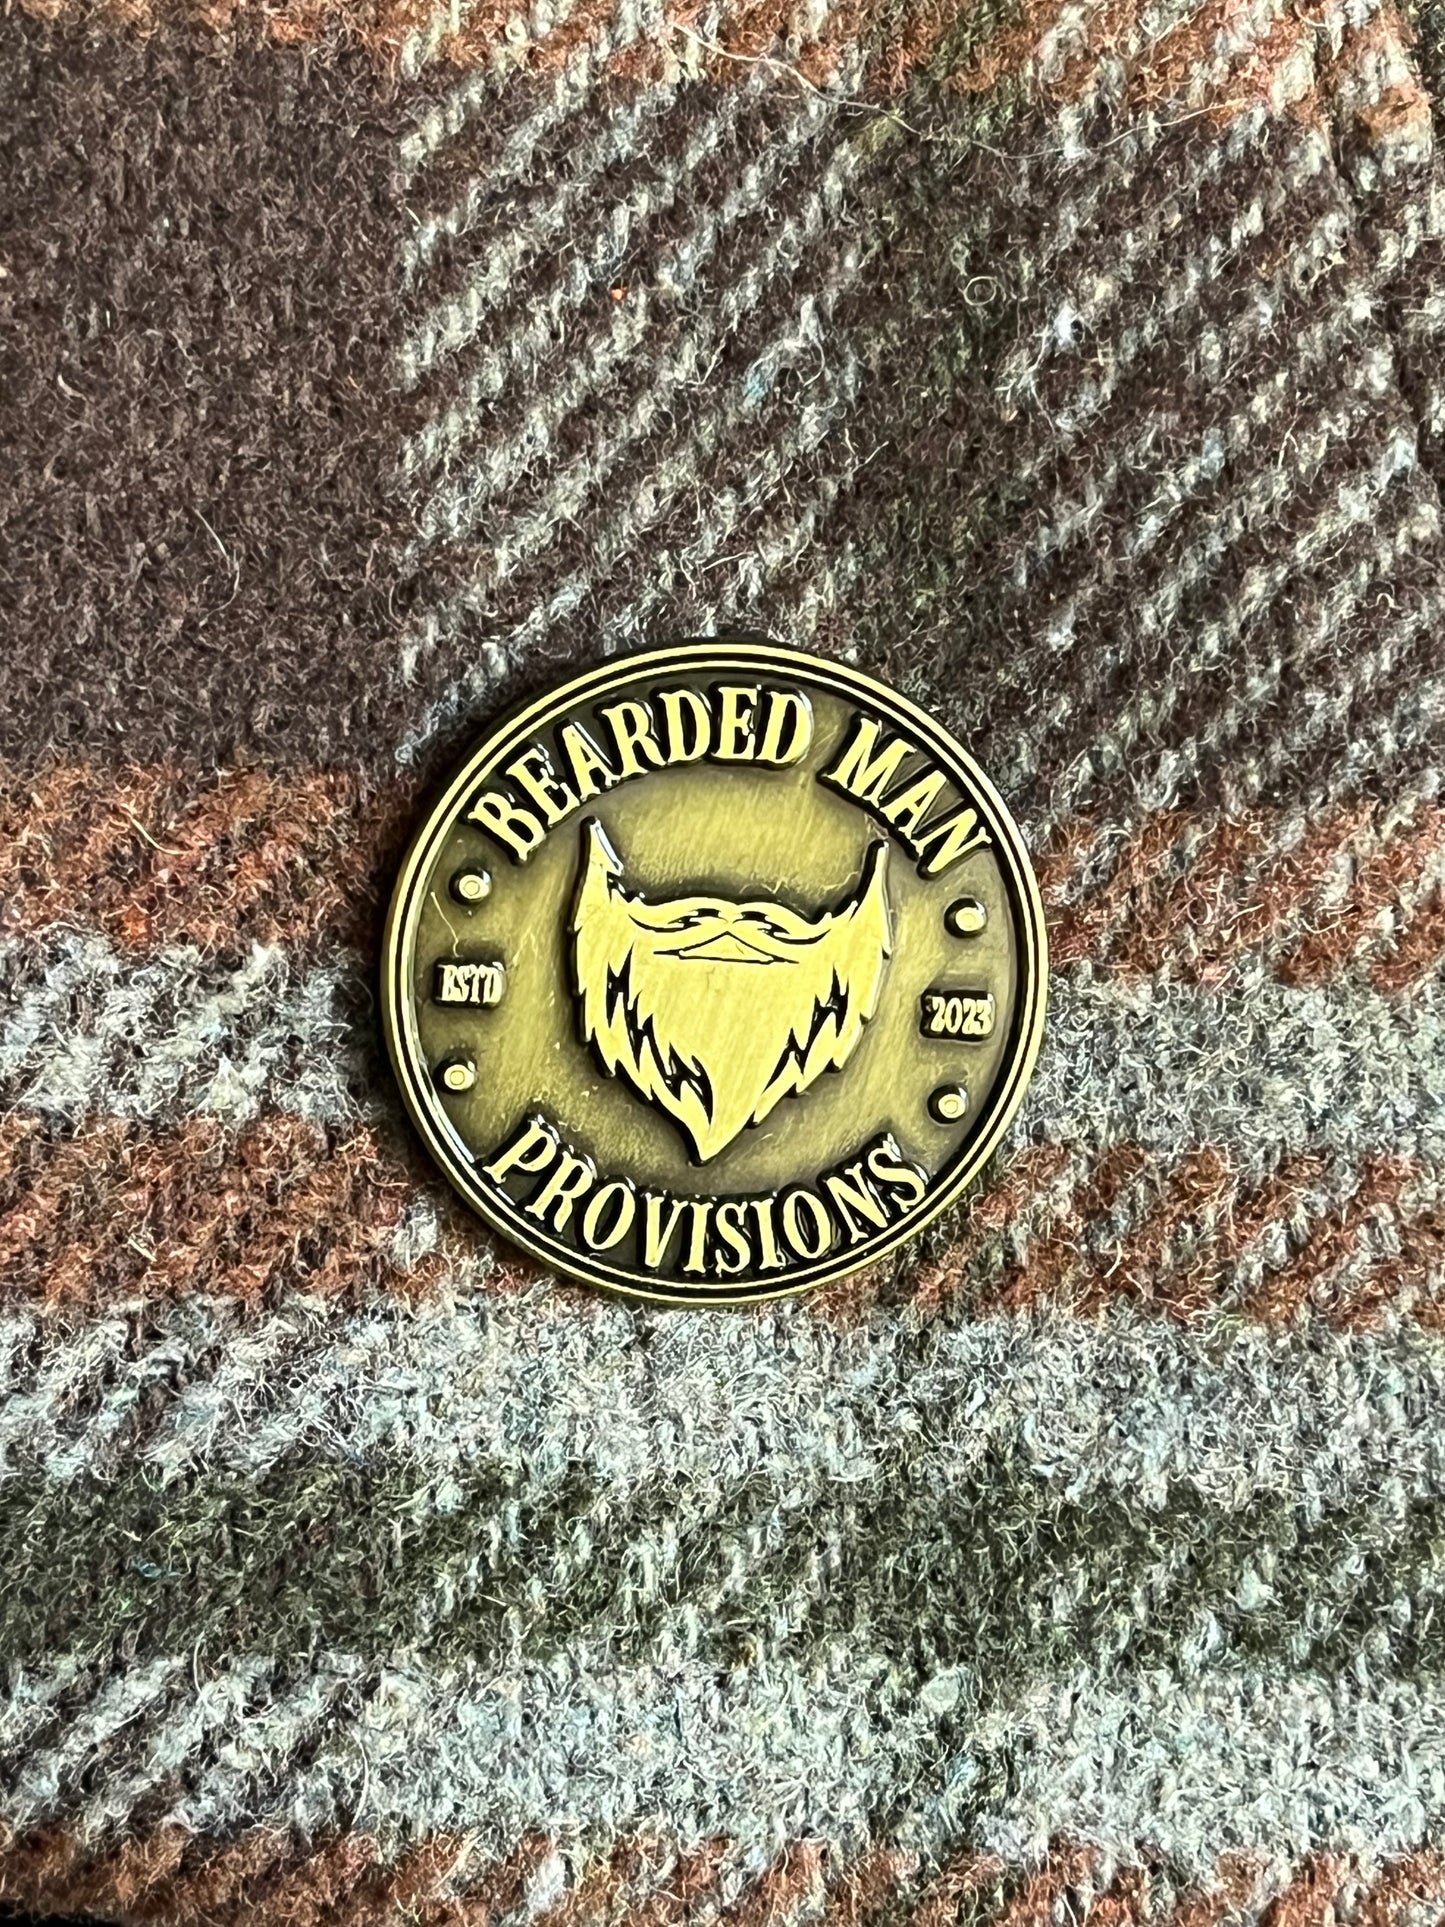 BEARDED MAN
ESTD
2023
PROVISIONS